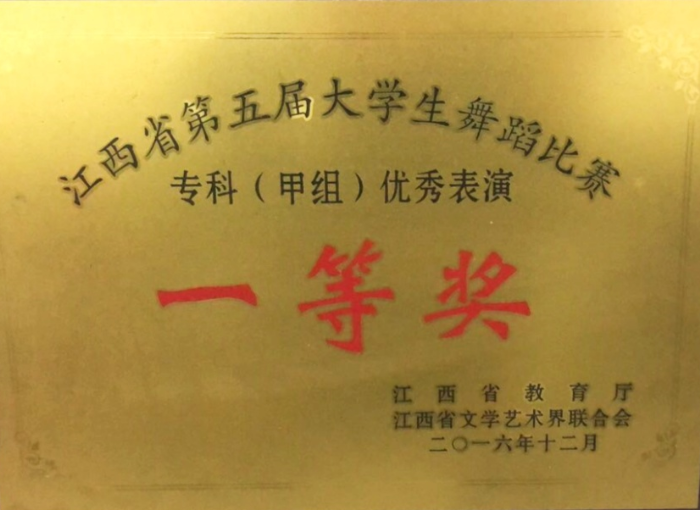 江西省第五届大学生舞蹈比赛
专科（甲组）优秀表演
一等奖
江西省教育厅
江西省文学艺术界联合会
二〇一六年十二月